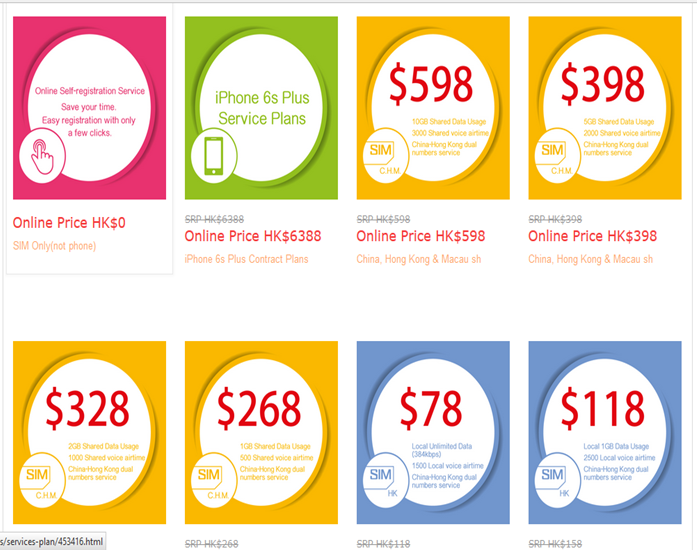 Online Self-registration Service
Save your time.
Easy registration with only
a few clicks.
Online Price HK$0
SIM Only(not phone)
iPhone 6s Plus
Service Plans
SRP HK$6388
Online Price HK$6388
iPhone 6s Plus Contract Plans
$598
10GB Shared Data Usage
3000 Shared voice airtime
China-Hong Kong dual
numbers service
SIM
C.H.M
SRP HK$598
Online Price HK$598
China, Hong Kong & Macau sh
$398
5GB Shared Data Usage
2000 Shared voice airtime
China-Hong Kong dual
numbers service
SIM
C.H.M
SRP HK$398
Online Price HK$398
China, Hong Kong & Macau sh
$328
2GB Shared Data Usage
1000 Shared voice airtime
China-Hong Kong dual
numbers service
SIM
C.H.M
$268
1GB Shared Data Usage
500 Shared voice airtime
China-Hong Kong dual
numbers service
SIM
C.H.M
SRP HK$268
$78
Local Unlimited Data
(384kbps)
1500 Local voice airtime
China-Hong Kong dual
numbers service
SIM
HK
SRP HK$118
$118
Local 1GB Data Usage
2500 Local voice airtime
China-Hong Kong dual
numbers service
SIM
HK
SRP HK$158
s/services-plan/453416.html